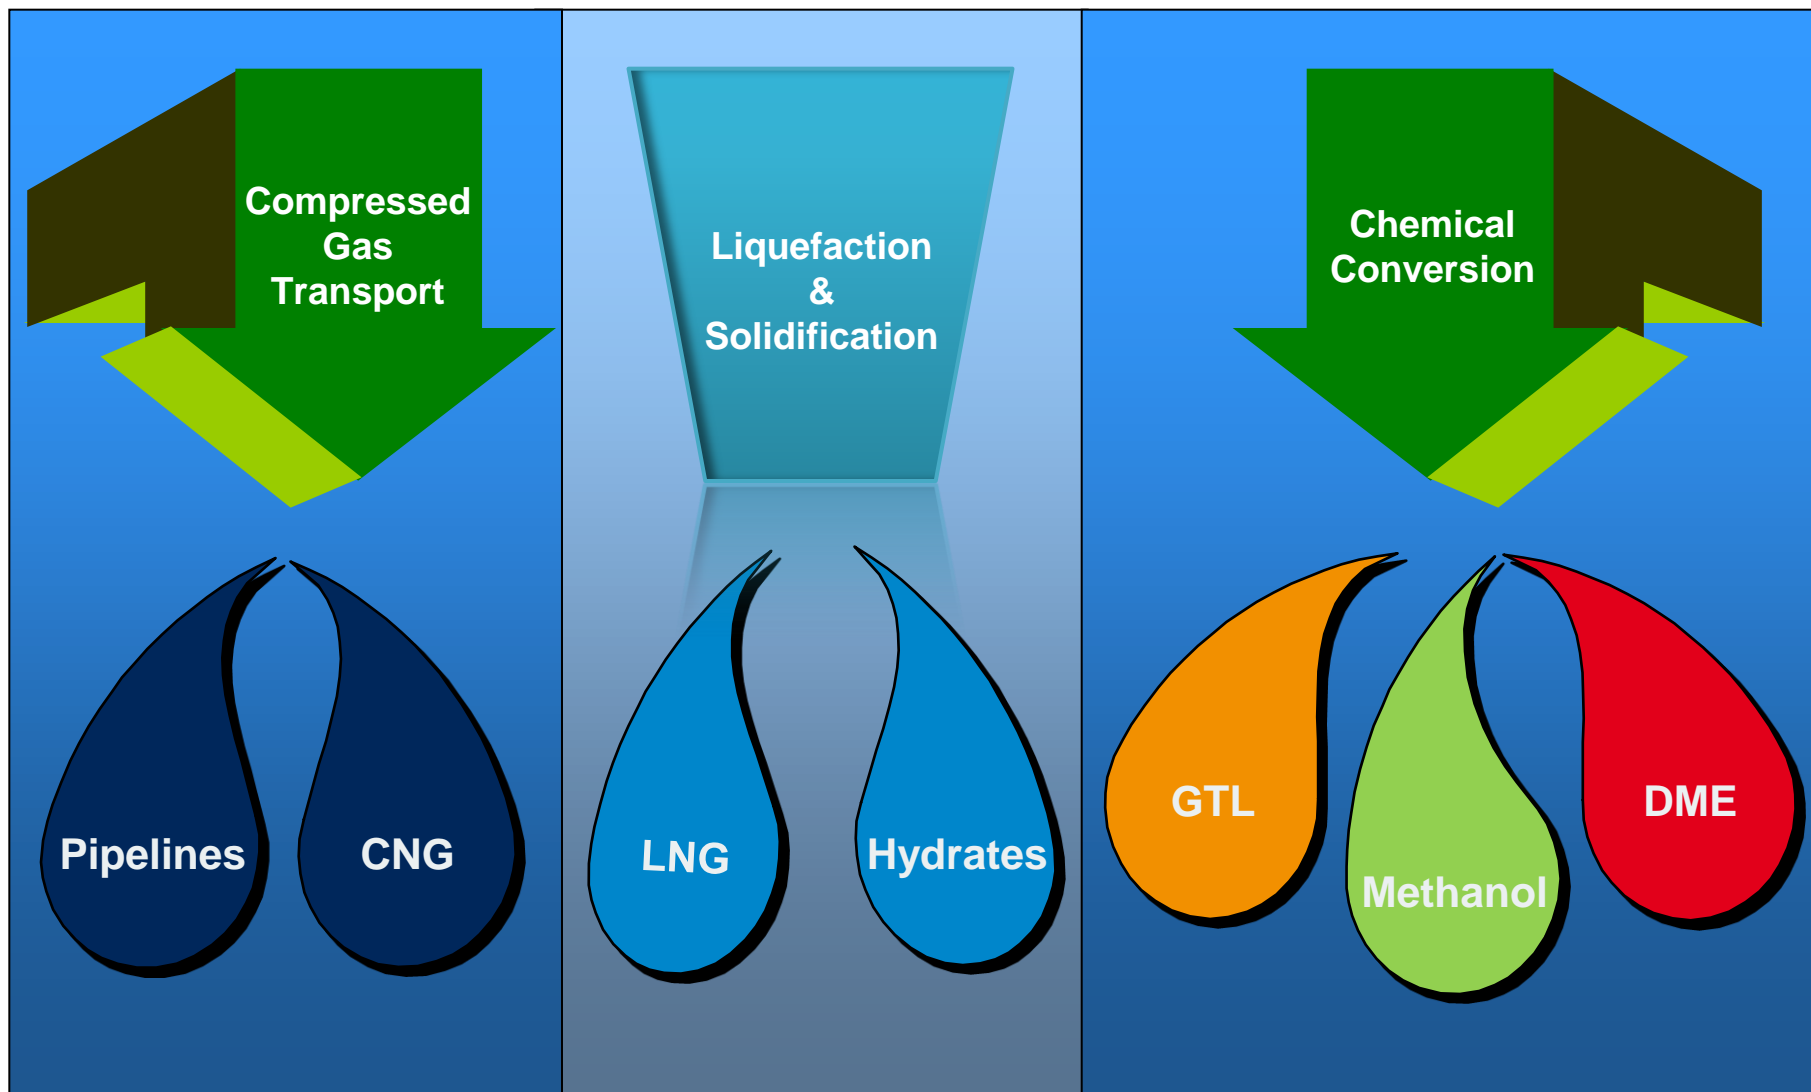 Compressed
Gas
Transport
Liquefaction
&
Solidification
Chemical
Conversion
Pipelines
CNG
LNG
Hydrates
GTL
Methanol
DME